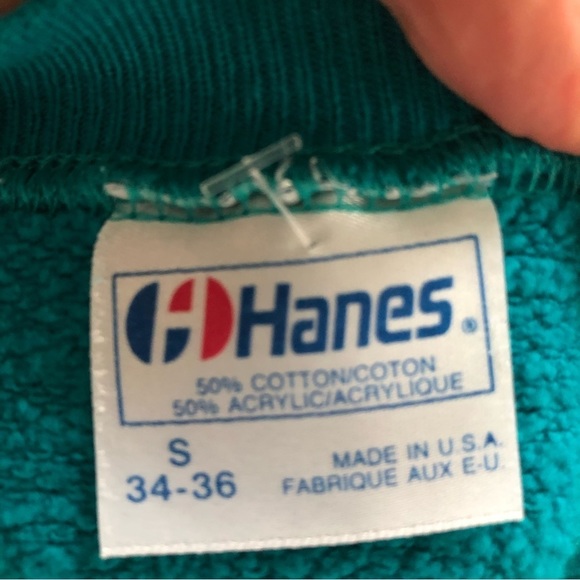 Hanes®
50% COTTON/COTON
50% ACRYLIC/ACRYLIQUE
S
34-36
MADE IN U.S.A.
FABRIQUE AUX E-U.